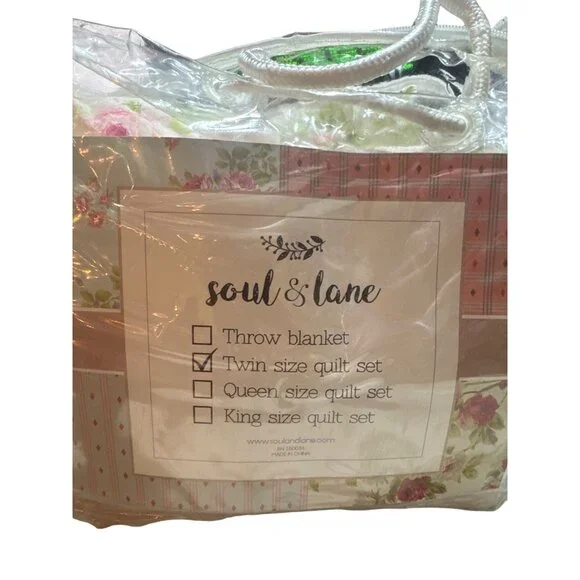 soul & lane
Throw blanket
Twin size quilt set
Queen size quilt set
King size quilt set
www.soulandlane.com
MADE IN CHINA